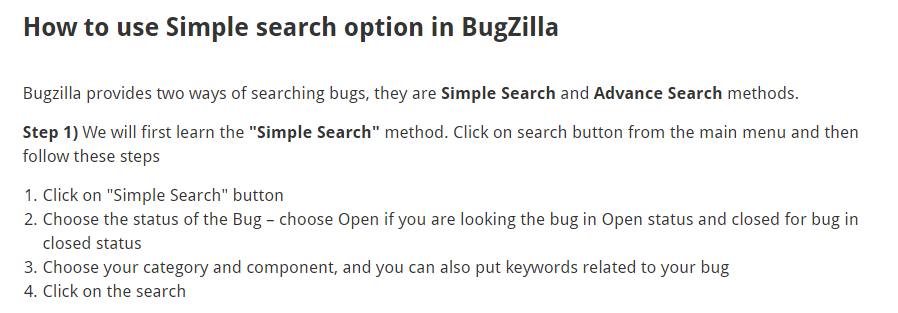 How to use Simple search option in BugZilla
Bugzilla provides two ways of searching bugs, they are Simple Search and Advance Search methods.
Step 1) We will first learn the "Simple Search" method. Click on search button from the main menu and then
follow these steps
1. Click on "Simple Search" button
2. Choose the status of the Bug – choose Open if you are looking the bug in Open status and closed for bug in
closed status
3. Choose your category and component, and you can also put keywords related to your bug
4. Click on the search